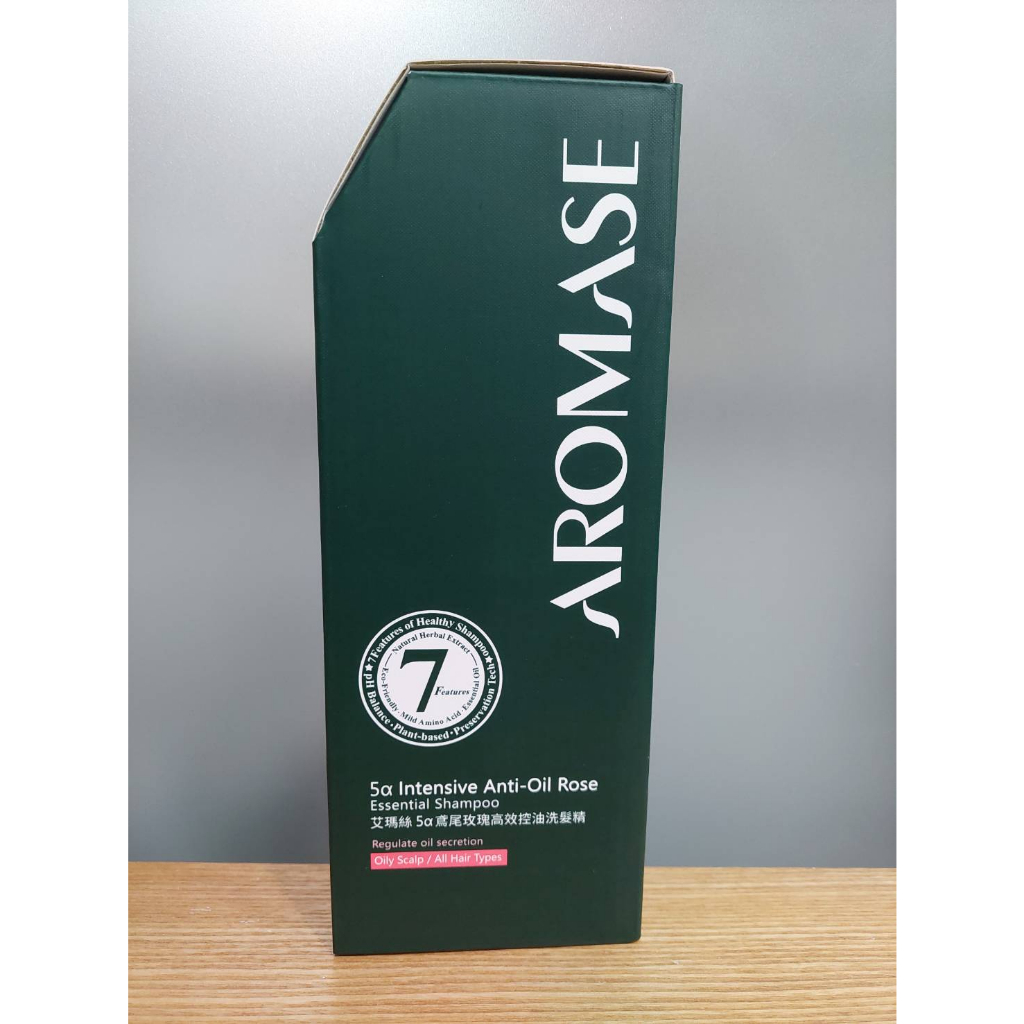 AROMASE
7 Features of Healthy Shampoo
pH Balance · Plant-based · Preservation Tech
Natural Herbal Extract
Eco-Friendly · Mild Amino Acid · Essential Oil
7
Features
5α Intensive Anti-Oil Rose
Essential Shampoo
艾瑪絲 5α鳶尾玫瑰高效控油洗髮精
Regulate oil secretion
Oily Scalp / All Hair Types